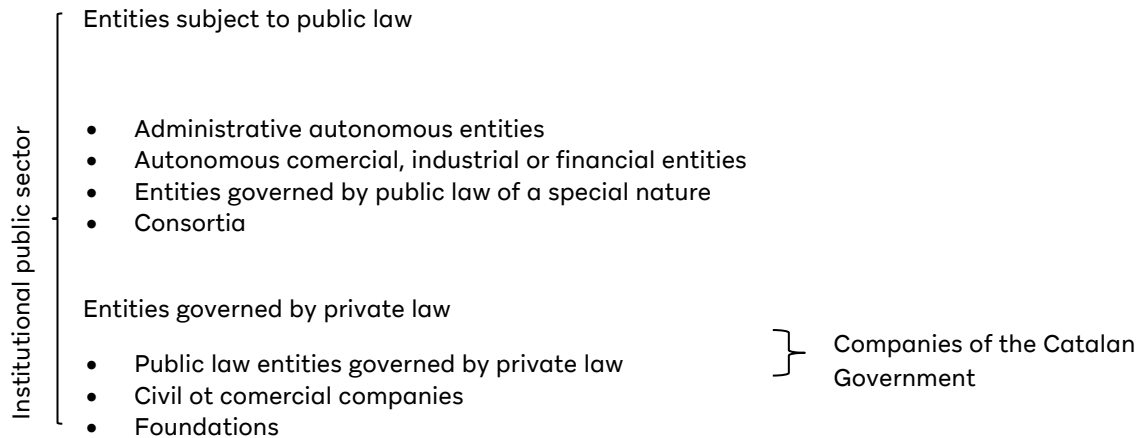 Institutional public sector
Entities subject to public law
• Administrative autonomous entities
• Autonomous comercial, industrial or financial entities
• Entities governed by public law of a special nature
• Consortia
Entities governed by private law
• Public law entities governed by private law
• Civil ot comercial companies
• Foundations
Companies of the Catalan
Government